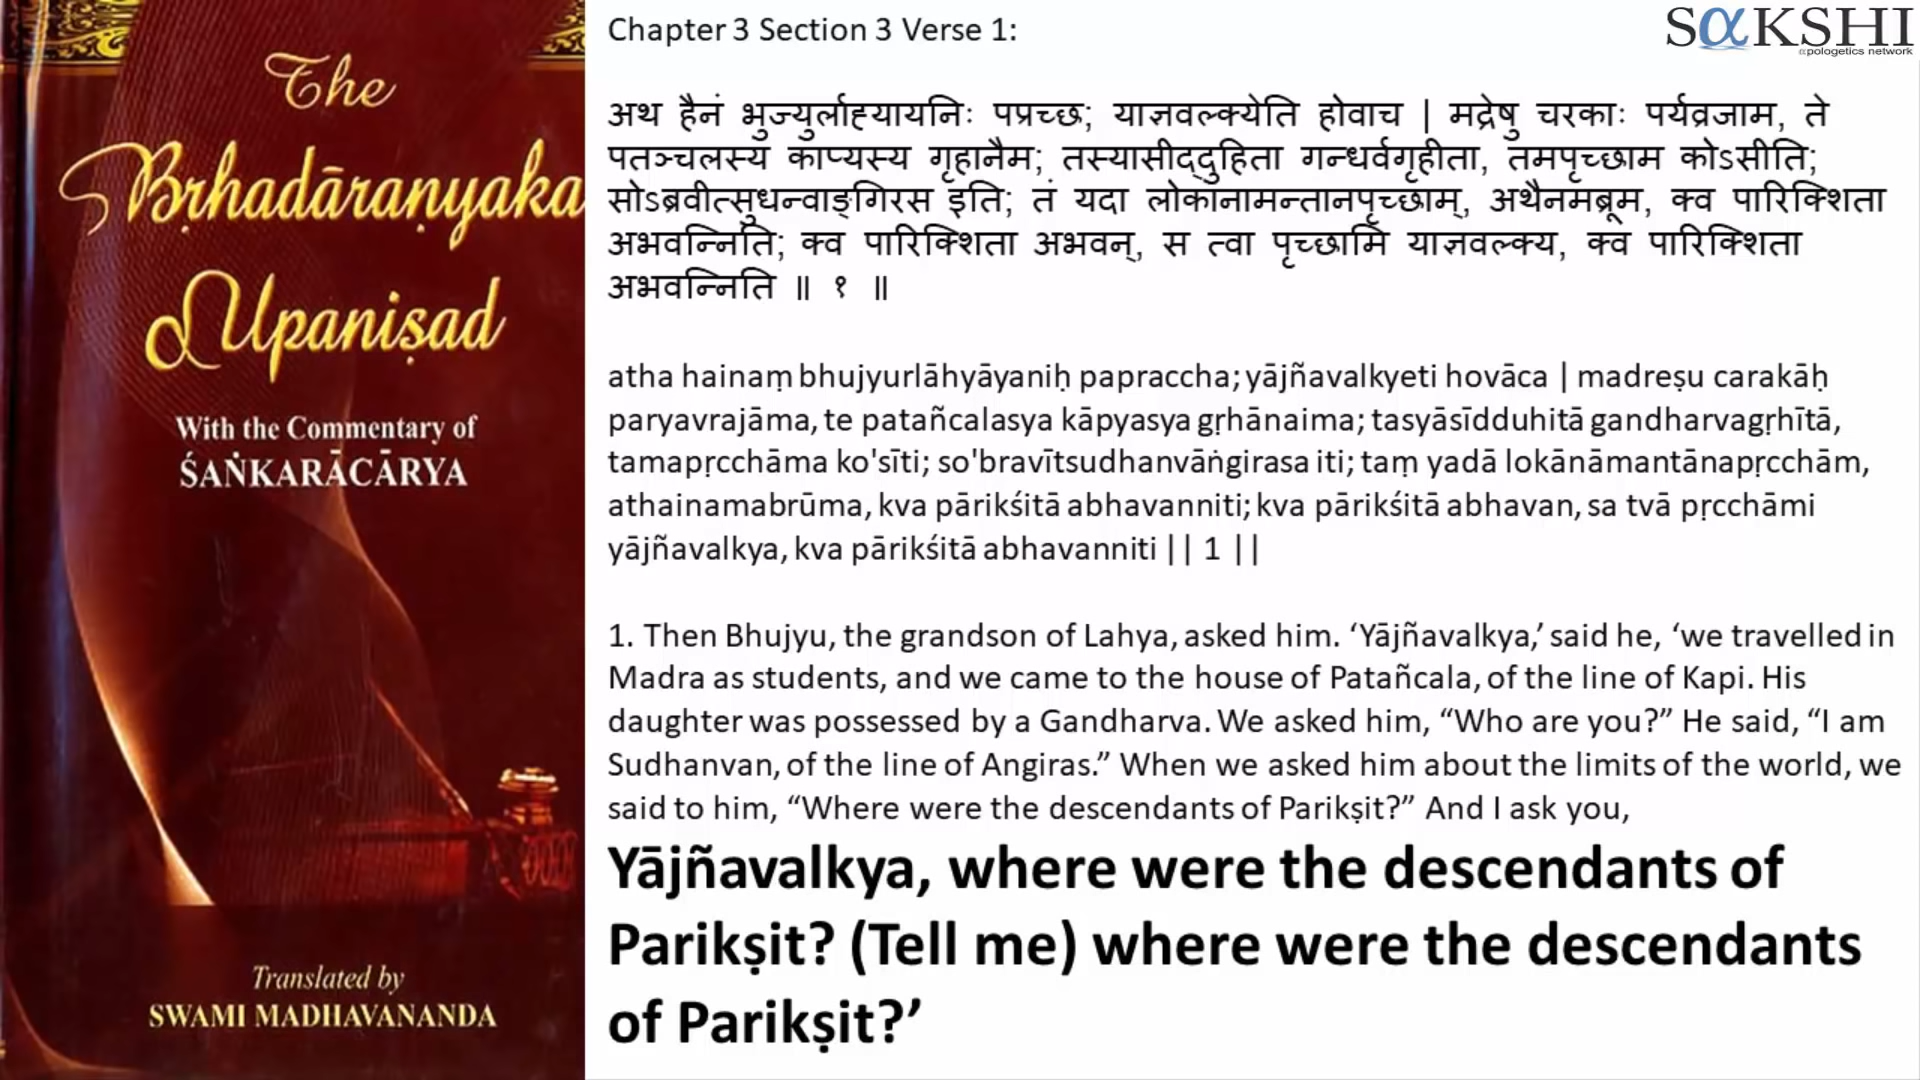 The
Bṛhadāraṇyaka
Upaniṣad
With the Commentary of
ŚAṄKARĀCĀRYA
Translated by
SWAMI MADHAVANANDA
SαKSHI
αpologetics network
Chapter 3 Section 3 Verse 1:
अथ हैनं भुज्युर्लाह्यायनिः पप्रच्छ; याज्ञवल्क्येति होवाच | मद्रेषु चरकाः पर्यव्रजाम, ते
पतञ्चलस्य काप्यस्य गृहानैम; तस्यासीद्दुहिता गन्धर्वगृहीता, तमपृच्छाम कोऽसीति;
सोऽब्रवीत्सुधन्वाङ्गिरस इति; तं यदा लोकानामन्तानपृच्छाम्, अथैनमब्रूम, क्व पारिक्शिता
अभवन्निति; क्व पारिक्शिता अभवन्, स त्वा पृच्छामि याज्ञवल्क्य, क्व पारिक्शिता
अभवन्निति ॥ १ ॥
atha hainaṃ bhujyurlāhyāyaniḥ papraccha; yājñavalkyeti hovāca | madreṣu carakāḥ
paryavrajāma, te patañcalasya kāpyasya gṛhānaima; tasyāsīdduhitā gandharvagṛhītā,
tamapṛcchāma ko'sīti; so'bravītsudhanvāṅgirasa iti; taṃ yadā lokānāmantānapṛcchām,
athainamabrūma, kva pārikśitā abhavanniti; kva pārikśitā abhavan, sa tvā pṛcchāmi
yājñavalkya, kva pārikśitā abhavanniti || 1 ||
1. Then Bhujyu, the grandson of Lahya, asked him. ‘Yājñavalkya,’ said he, ‘we travelled in
Madra as students, and we came to the house of Patañcala, of the line of Kapi. His
daughter was possessed by a Gandharva. We asked him, “Who are you?” He said, “I am
Sudhanvan, of the line of Angiras.” When we asked him about the limits of the world, we
said to him, “Where were the descendants of Parikṣit?” And I ask you,
Yājñavalkya, where were the descendants of
Parikṣit? (Tell me) where were the descendants
of Parikṣit?’